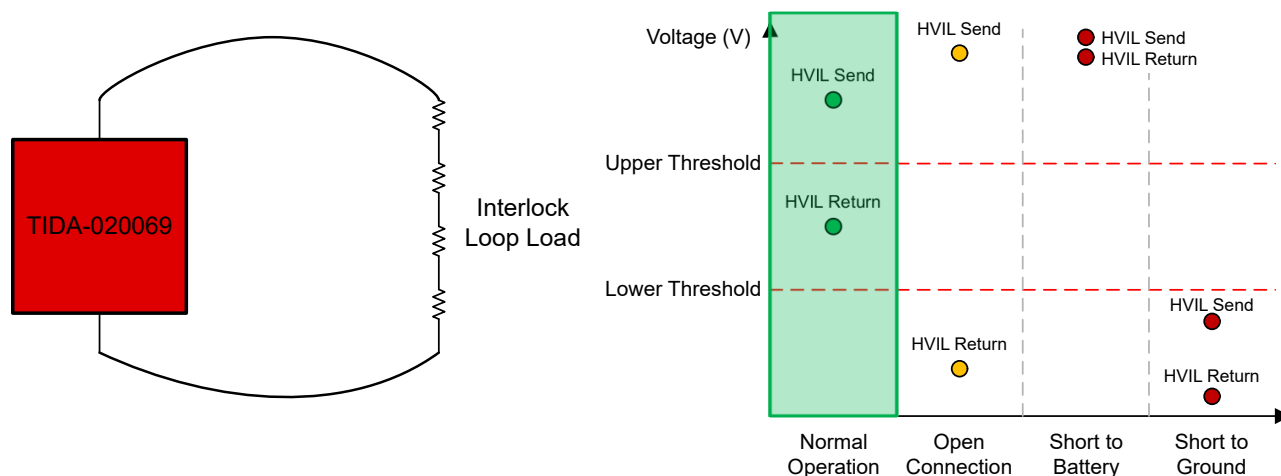 TIDA-020069
Interlock
Loop Load
Voltage (V)
HVIL Send
HVIL Send
HVIL Send
HVIL Return
Upper Threshold
HVIL Return
Lower Threshold
HVIL Send
HVIL Return
HVIL Return
Normal
Operation
Open
Connection
Short to
Battery
Short to
Ground